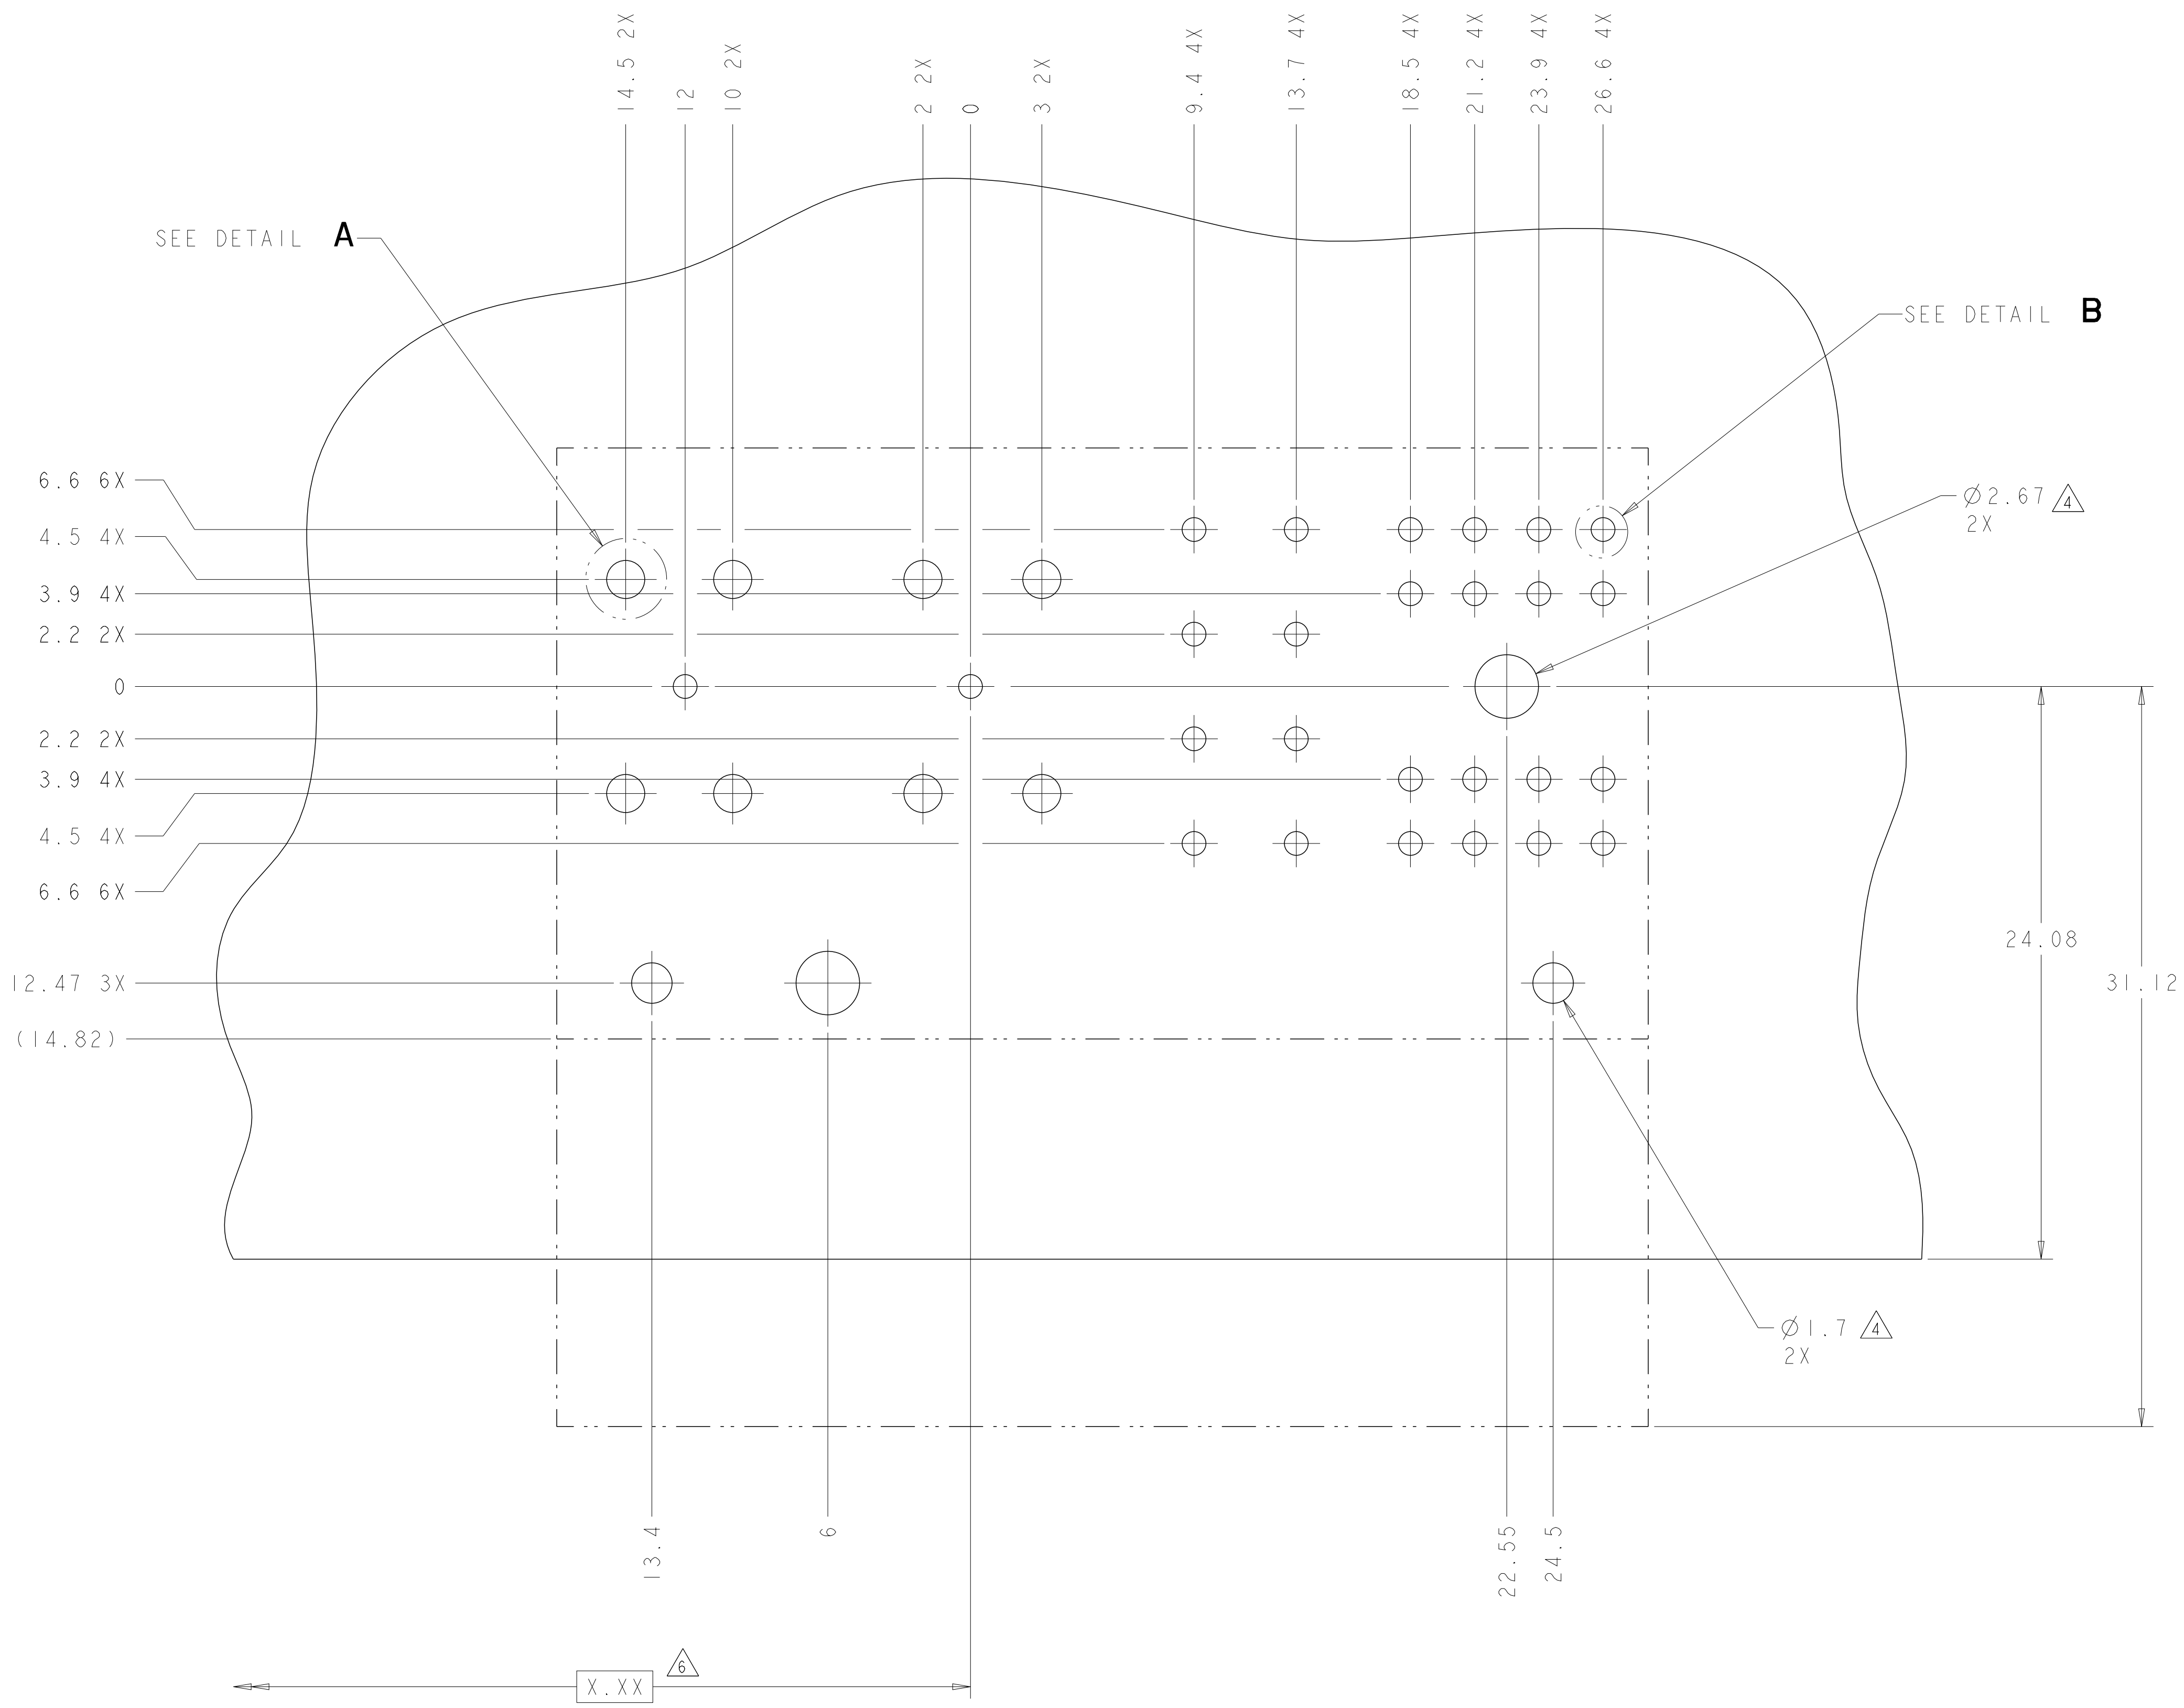 14.5 2X
12
10 2X
2 2X
0
3 2X
9.4 4X
13.7 4X
18.5 4X
21.2 4X
23.9 4X
26.6 4X
SEE DETAIL A
SEE DETAIL B
6.6 6X
4.5 4X
3.9 4X
2.2 2X
0
2.2 2X
3.9 4X
4.5 4X
6.6 6X
12.47 3X
(14.82)
Ø2.67 4
2X
24.08
31.12
Ø1.7 4
2X
13.4
6
22.55
24.5
X.XX 6